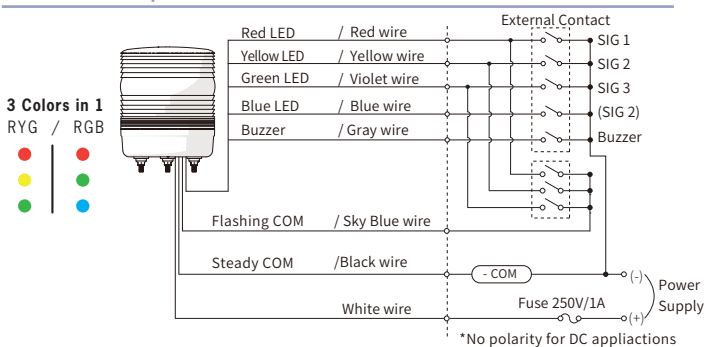 External Contact
Red LED / Red wire
SIG 1
Yellow LED / Yellow wire
SIG 2
Green LED / Violet wire
SIG 3
Blue LED / Blue wire
(SIG 2)
Buzzer / Gray wire
Buzzer
3 Colors in 1
RYG / RGB
Flashing COM / Sky Blue wire
Steady COM /Black wire
- COM
(-)
Power
Supply
White wire
Fuse 250V/1A
(+)
*No polarity for DC appliactions